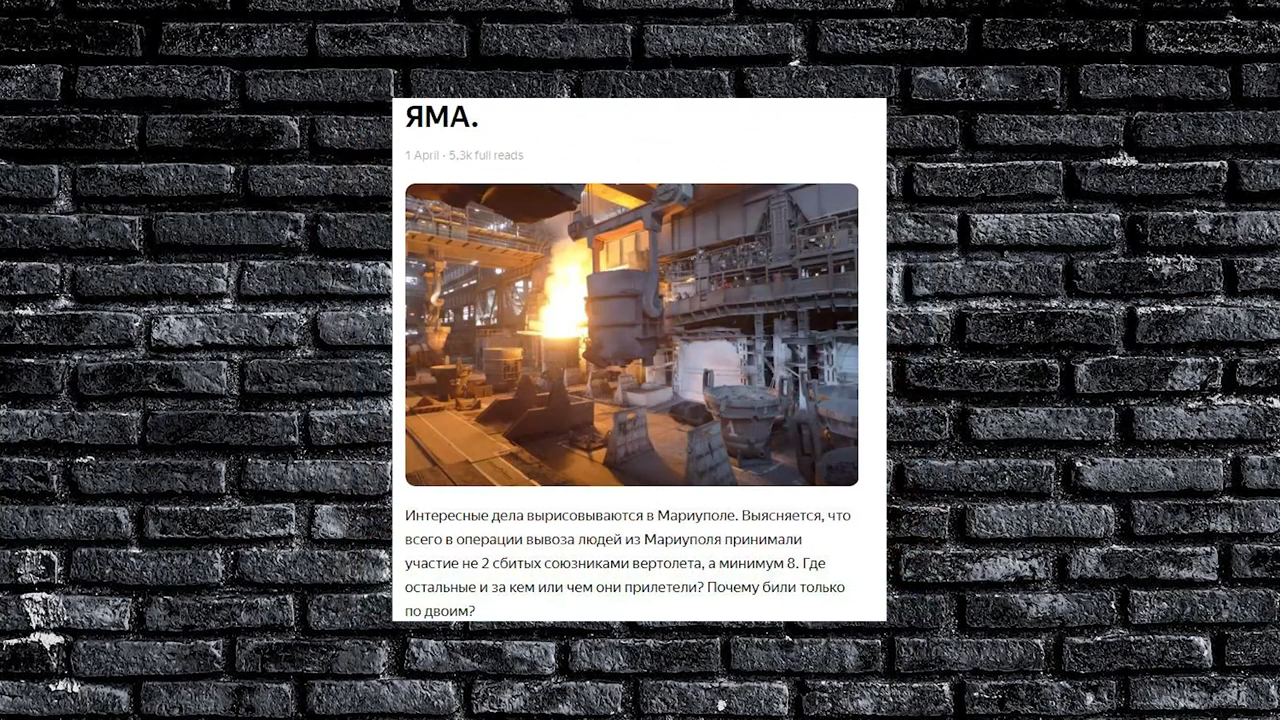 ЯМА.
1 April · 5,3k full reads
Интересные дела вырисовываются в Мариуполе. Выясняется, что
всего в операции вывоза людей из Мариуполя принимали
участие не 2 сбитых союзниками вертолета, а минимум 8. Где
остальные и за кем или чем они прилетели? Почему били только
по двоим?